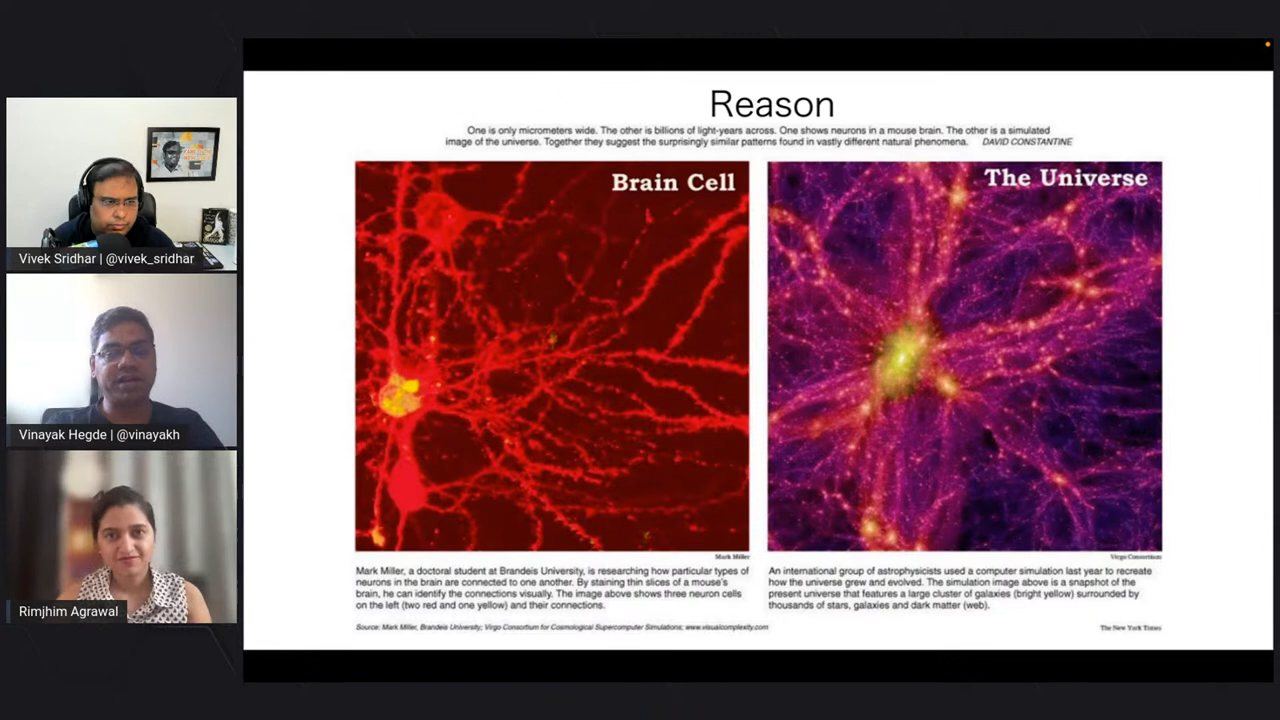 Reason
One is only micrometers wide. The other is billions of light-years across. One shows neurons in a mouse brain. The other is a simulated
image of the universe. Together they suggest the surprisingly similar patterns found in vastly different natural phenomena. DAVID CONSTANTINE
Brain Cell
The Universe
Mark Miller
Virgo Consortium
Mark Miller, a doctoral student at Brandeis University, is researching how particular types of
neurons in the brain are connected to one another. By staining thin slices of a mouse's
brain, he can identify the connections visually. The image above shows three neuron cells
on the left (two red and one yellow) and their connections.
An international group of astrophysicists used a computer simulation last year to recreate
how the universe grew and evolved. The simulation image above is a snapshot of the
present universe that features a large cluster of galaxies (bright yellow) surrounded by
thousands of stars, galaxies and dark matter (web).
Source: Mark Miller, Brandeis University; Virgo Consortium for Cosmological Supercomputer Simulations; www.visualcomplexity.com
The New York Times
Vivek Sridhar | @vivek_sridhar
Vinayak Hegde | @vinayakh
Rimjhim Agrawal